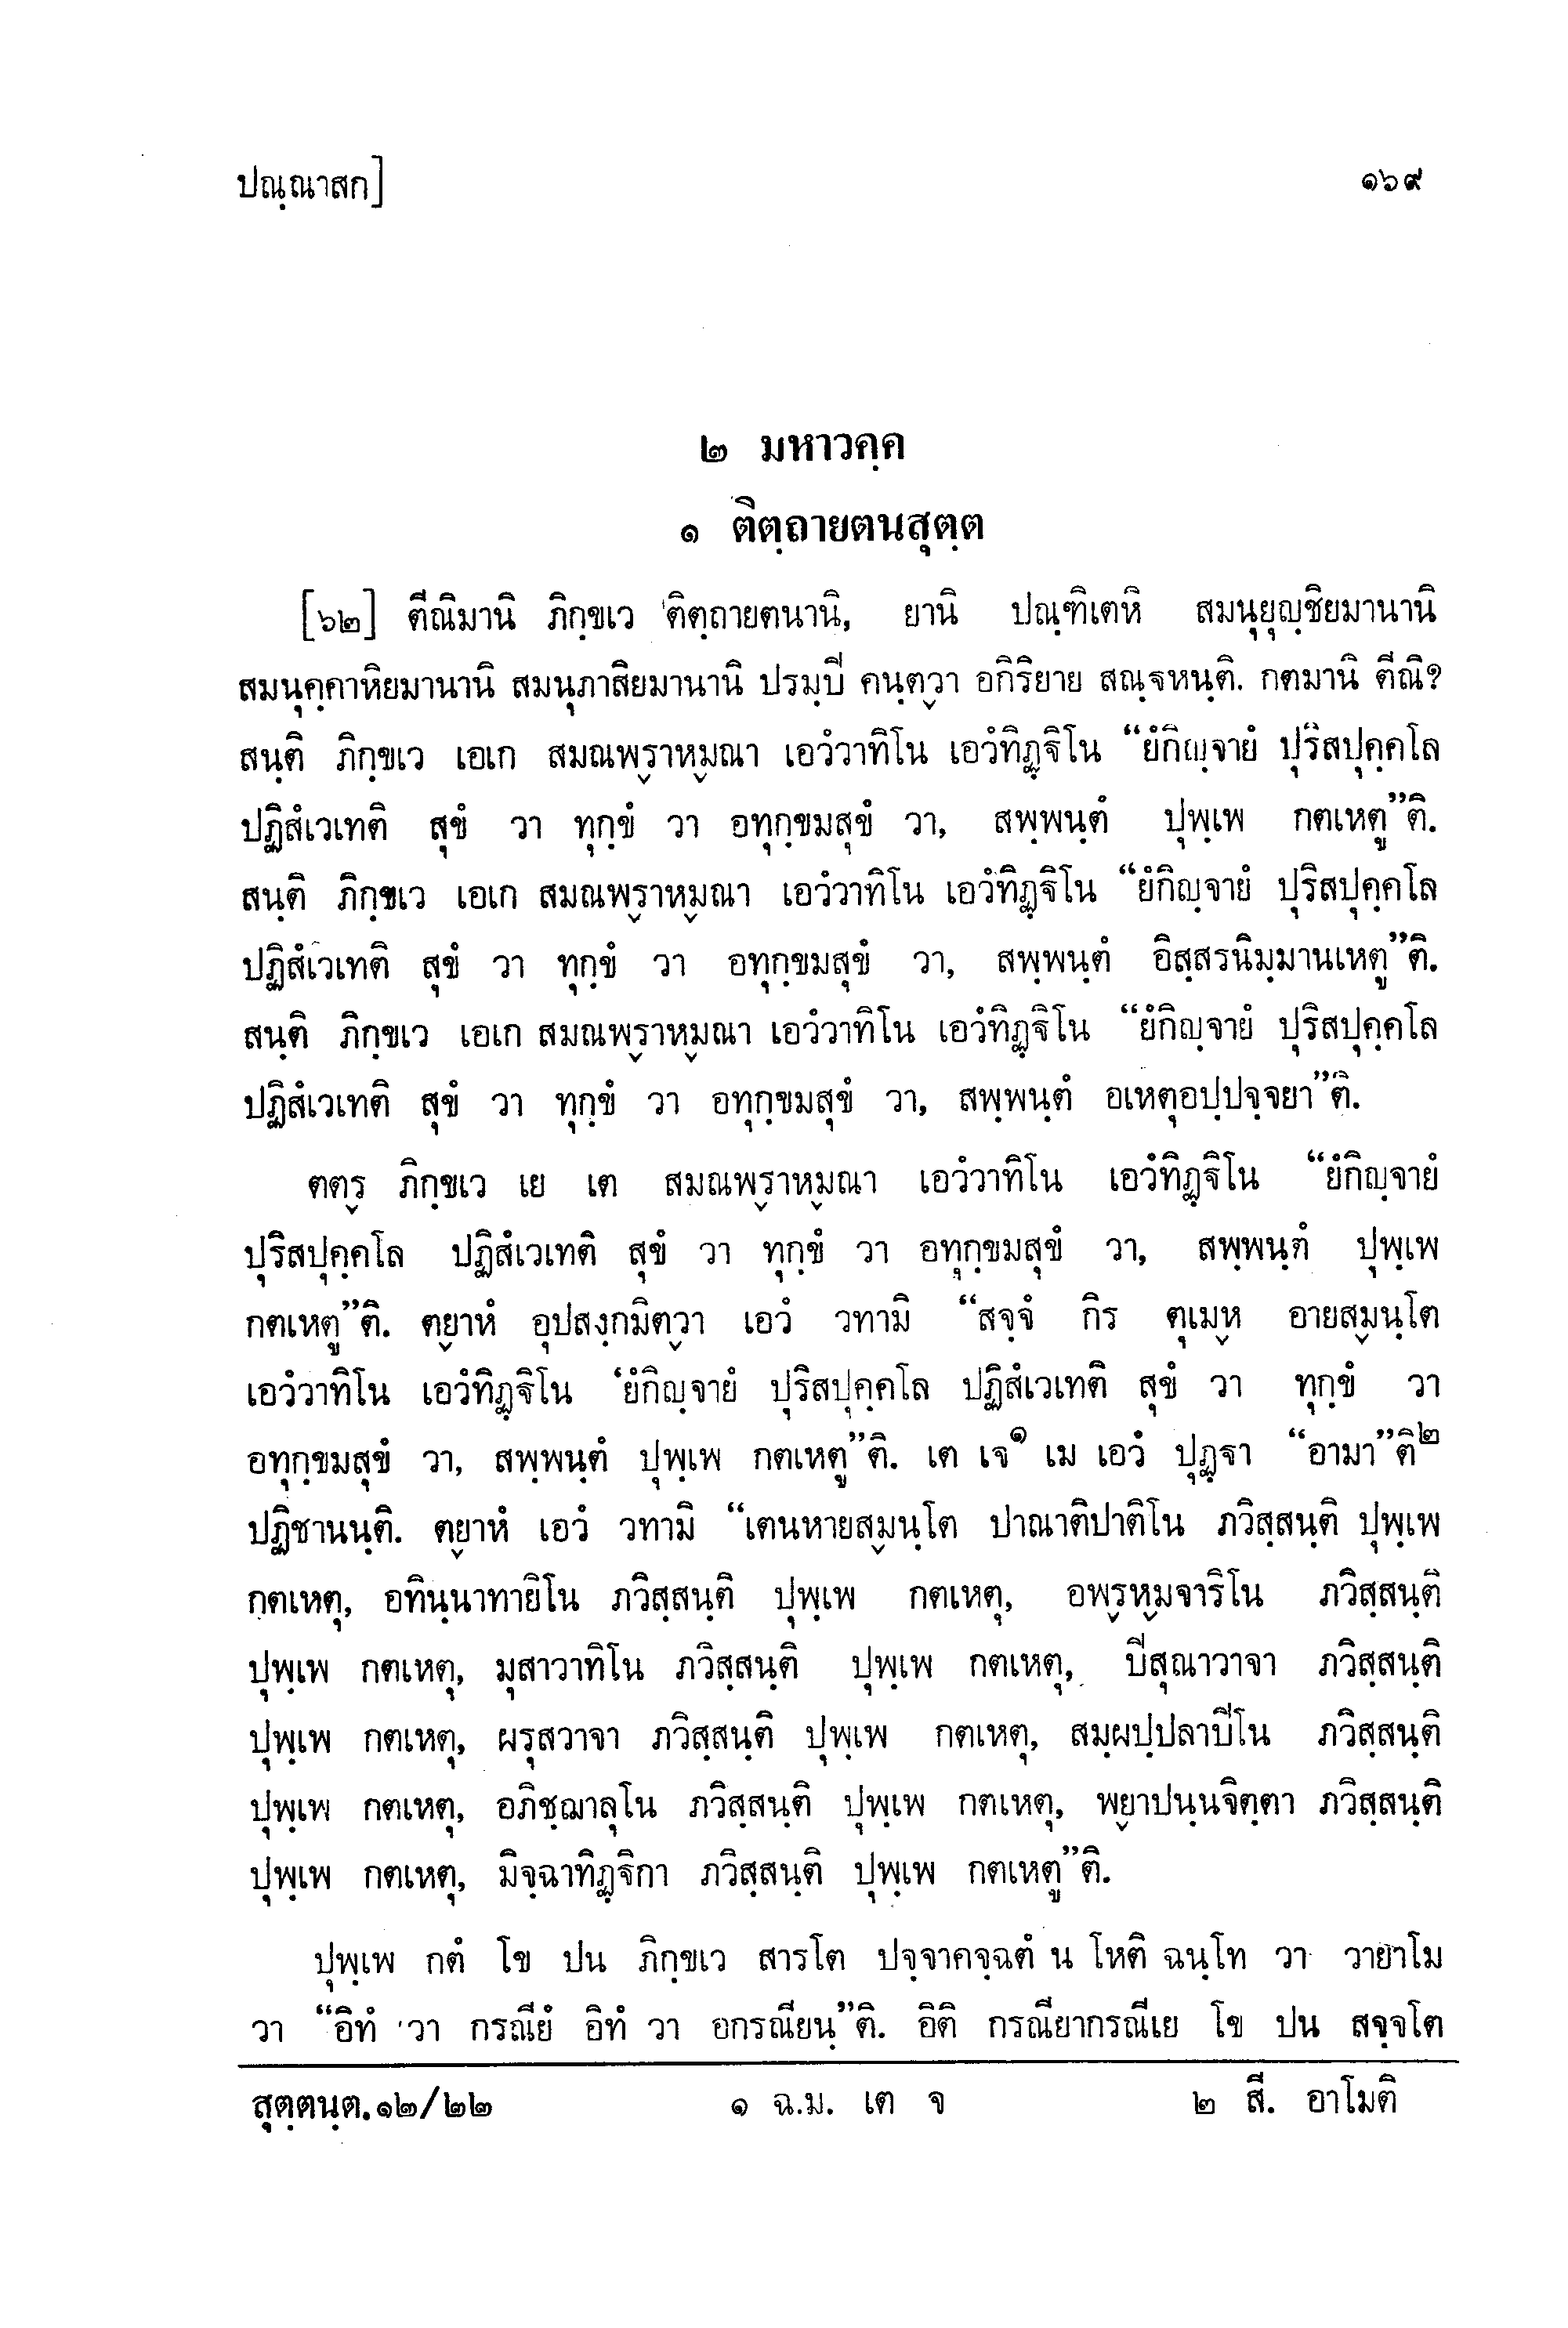 ปณฺณาสก]
๑๖๙
๒ มหาวคฺค
๑ ติตฺถายตนสุตฺต
[๖๒] ตีณิมานิ ภิกฺขเว ติตฺถายตนานิ, ยานิ ปณฺฑิเตหิ สมนุยุญฺชิยมานานิ
สมนุคฺคาหิยมานานิ สมนุภาสิยมานานิ ปรมฺปิ คนฺตฺวา อกิริยาย สณฺฐหนฺติ. กตมานิ ตีณิ?
สนฺติ ภิกฺขเว เอเก สมณพฺราหฺมณา เอวํวาทิโน เอวํทิฏฺฐิโน “ยํกิญฺจายํ ปุริสปุคฺคโล
ปฏิสํเวเทติ สุขํ วา ทุกฺขํ วา อทุกฺขมสุขํ วา, สพฺพนฺตํ ปุพฺเพ กตเหตู”ติ.
สนฺติ ภิกฺขเว เอเก สมณพฺราหฺมณา เอวํวาทิโน เอวํทิฏฺฐิโน “ยํกิญฺจายํ ปุริสปุคฺคโล
ปฏิสํเวเทติ สุขํ วา ทุกฺขํ วา อทุกฺขมสุขํ วา, สพฺพนฺตํ อิสฺสรนิมฺมานเหตู”ติ.
สนฺติ ภิกฺขเว เอเก สมณพฺราหฺมณา เอวํวาทิโน เอวํทิฏฺฐิโน “ยํกิญฺจายํ ปุริสปุคฺคโล
ปฏิสํเวเทติ สุขํ วา ทุกฺขํ วา อทุกฺขมสุขํ วา, สพฺพนฺตํ อเหตุอปฺปจฺจยา”ติ.
ตตฺร ภิกฺขเว เย เต สมณพฺราหฺมณา เอวํวาทิโน เอวํทิฏฺฐิโน “ยํกิญฺจายํ
ปุริสปุคฺคโล ปฏิสํเวเทติ สุขํ วา ทุกฺขํ วา อทุกฺขมสุขํ วา, สพฺพนฺตํ ปุพฺเพ
กตเหตู”ติ. ตฺยาหํ อุปสงฺกมิตฺวา เอวํ วทามิ “สจฺจํ กิร ตุเมฺห อายสฺมนฺโต
เอวํวาทิโน เอวํทิฏฺฐิโน ‘ยํกิญฺจายํ ปุริสปุคฺคโล ปฏิสํเวเทติ สุขํ วา ทุกฺขํ วา
อทุกฺขมสุขํ วา, สพฺพนฺตํ ปุพฺเพ กตเหตู”ติ. เต เจ๑ เม เอวํ ปุฏฺฐา “อามา”ติ๒
ปฏิชานนฺติ. ตฺยาหํ เอวํ วทามิ “เตนหายสฺมนฺโต ปาณาติปาติโน ภวิสฺสนฺติ ปุพฺเพ
กตเหตุ, อทินฺนาทายิโน ภวิสฺสนฺติ ปุพฺเพ กตเหตุ, อพฺรหฺมจาริโน ภวิสฺสนฺติ
ปุพฺเพ กตเหตุ, มุสาวาทิโน ภวิสฺสนฺติ ปุพฺเพ กตเหตุ, ปิสุณาวาจา ภวิสฺสนฺติ
ปุพฺเพ กตเหตุ, ผรุสวาจา ภวิสฺสนฺติ ปุพฺเพ กตเหตุ, สมฺผปฺปลาปิโน ภวิสฺสนฺติ
ปุพฺเพ กตเหตุ, อภิชฺฌาลุโน ภวิสฺสนฺติ ปุพฺเพ กตเหตุ, พฺยาปนฺนจิตฺตา ภวิสฺสนฺติ
ปุพฺเพ กตเหตุ, มิจฺฉาทิฏฺฐิกา ภวิสฺสนฺติ ปุพฺเพ กตเหตู”ติ.
ปุพฺเพ กตํ โข ปน ภิกฺขเว สารโต ปจฺจาคจฺฉตํ น โหติ ฉนฺโท วา วายาโม
วา “อิทํ วา กรณียํ อิทํ วา อกรณียนฺ”ติ. อิติ กรณียากรณีเย โข ปน สจฺจโต
สุตฺตนฺต.๑๒/๒๒ ๑ ฉ.ม. เต จ ๒ สี. อาโมติ